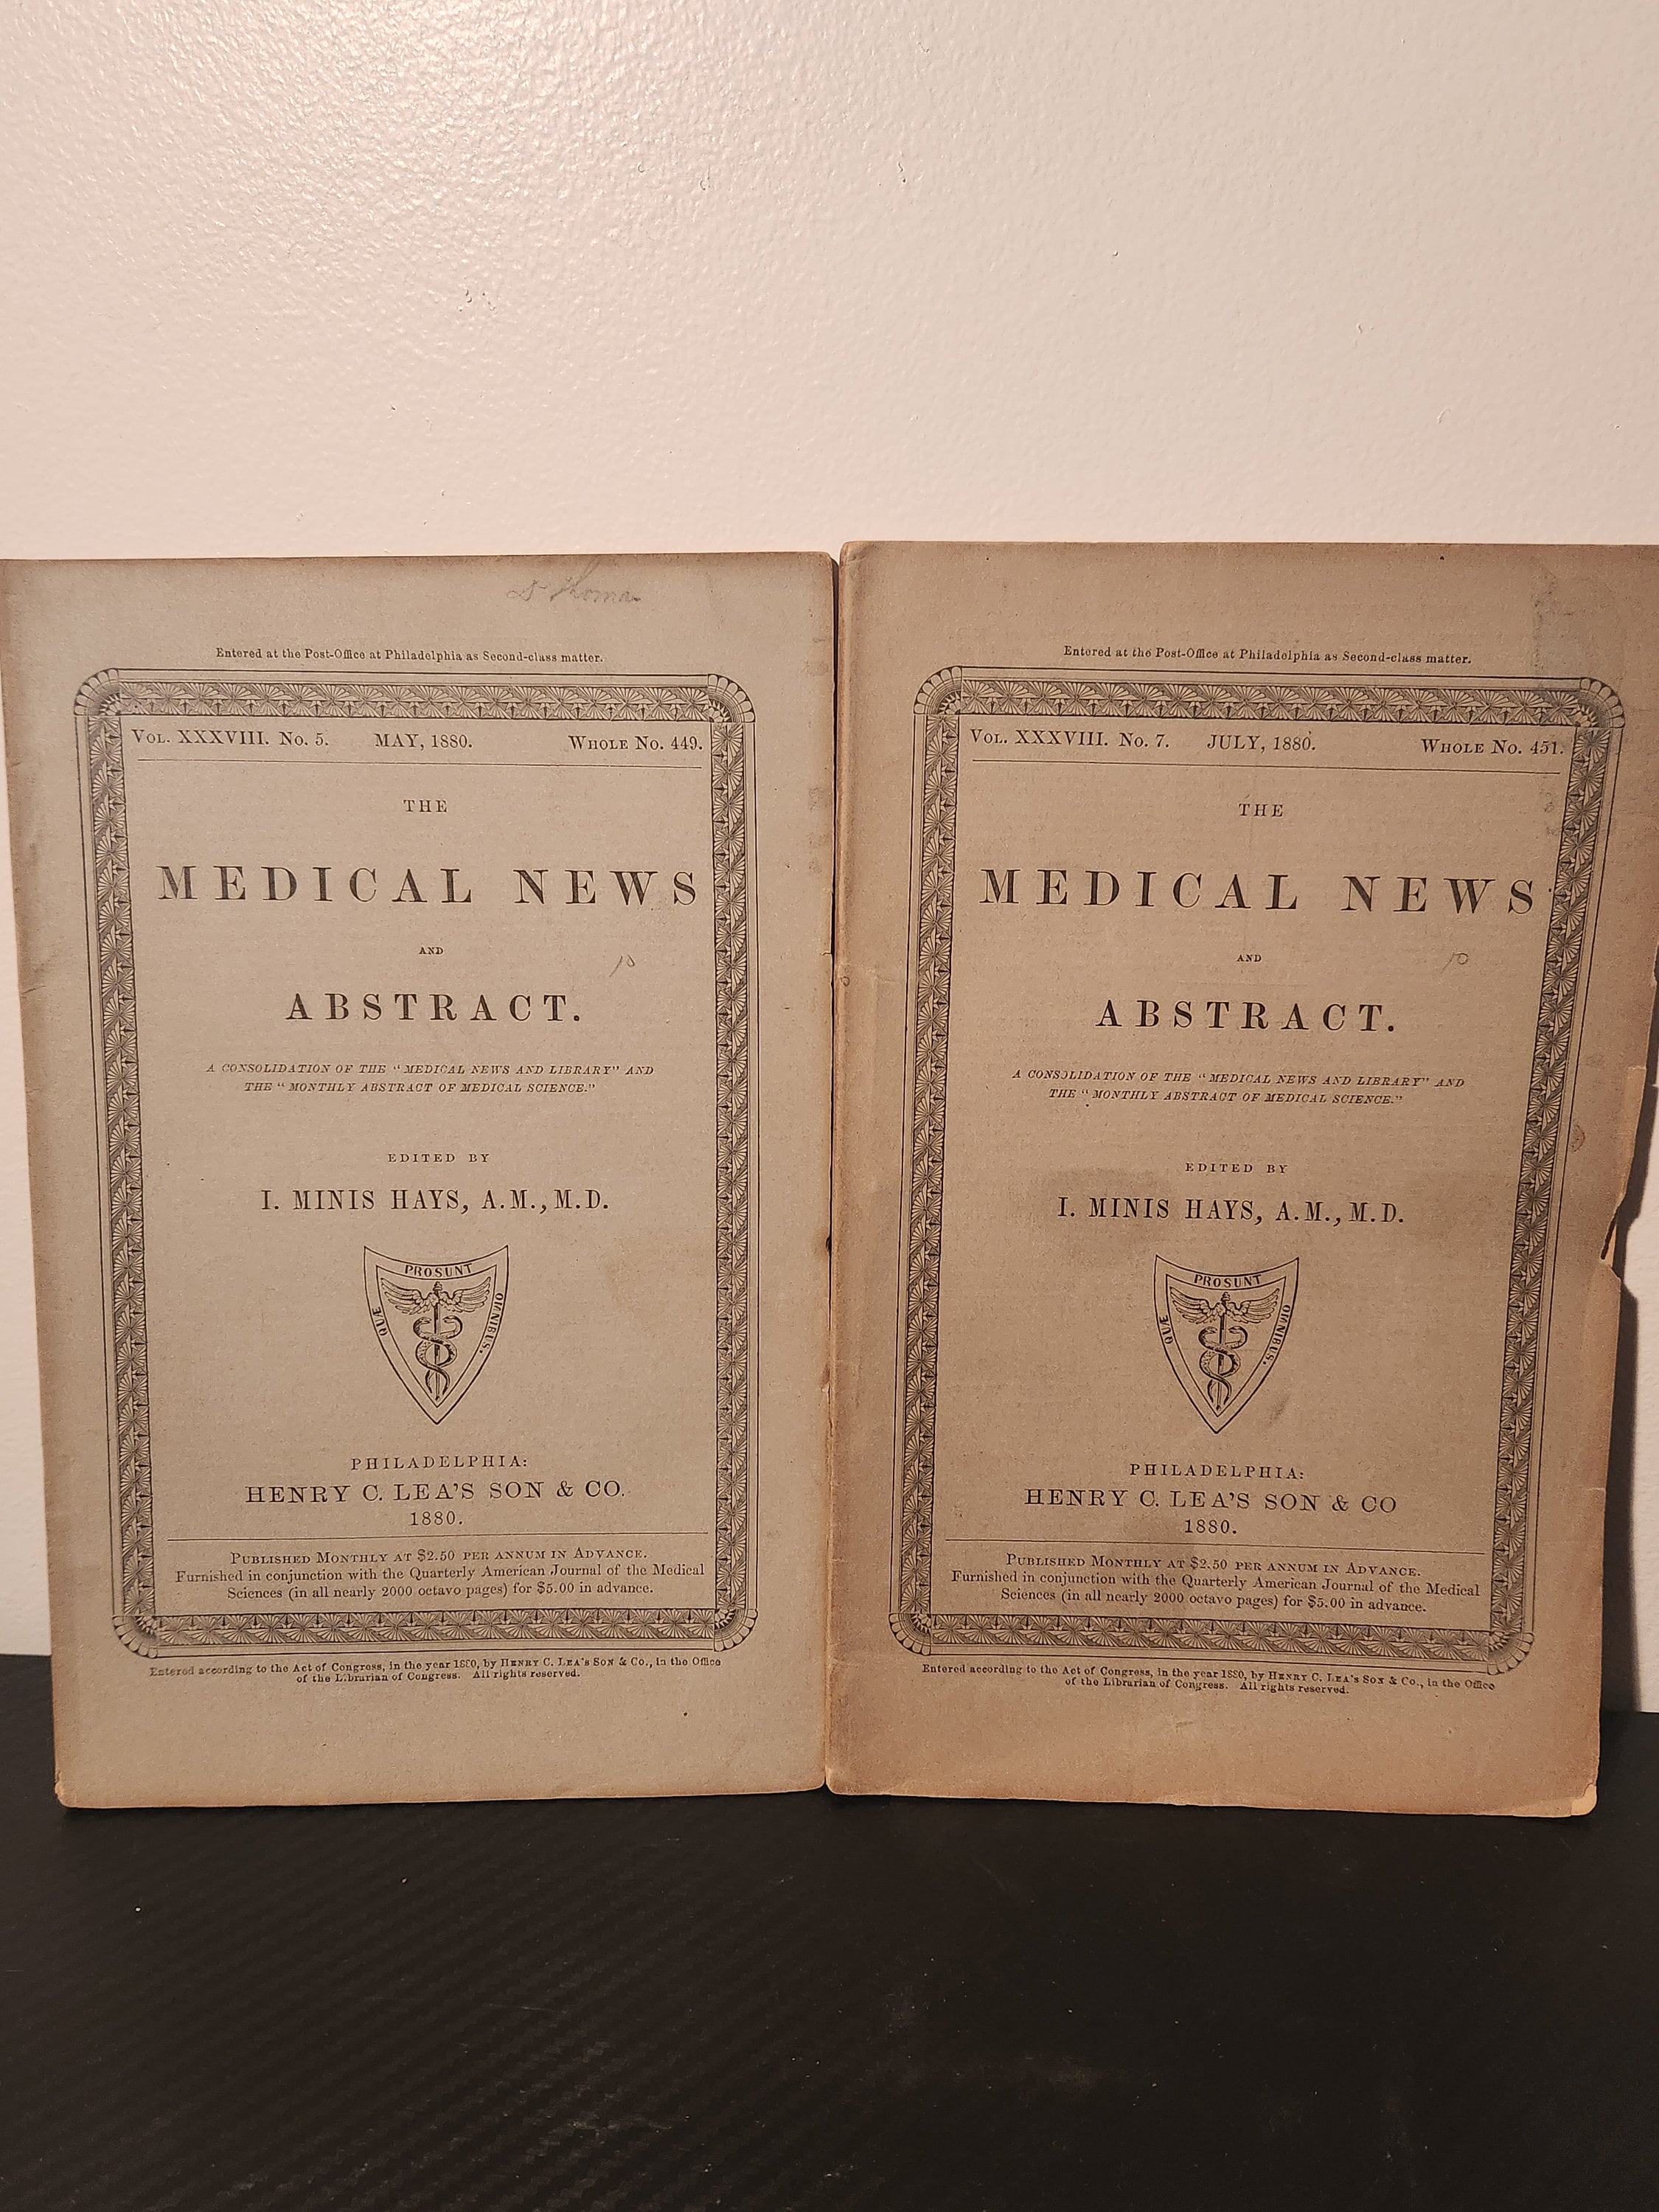 Entered at the Post-Office at Philadelphia as Second-class matter.
VOL. XXXVIII. NO. 5. MAY, 1880. WHOLE NO. 449.
THE
MEDICAL NEWS
AND
10
ABSTRACT.
A CONSOLIDATION OF THE "MEDICAL NEWS AND LIBRARY" AND
THE "MONTHLY ABSTRACT OF MEDICAL SCIENCE."
EDITED BY
I. MINIS HAYS, A.M., M.D.
QUE PROSUNT OMNIBUS.
PHILADELPHIA:
HENRY C. LEA'S SON & CO.
1880.
PUBLISHED MONTHLY AT $2.50 PER ANNUM IN ADVANCE.
Furnished in conjunction with the Quarterly American Journal of the Medical
Sciences (in all nearly 2000 octavo pages) for $5.00 in advance.
Entered according to the Act of Congress, in the year 1880, by HENRY C. LEA'S SON & CO., in the Office
of the Librarian of Congress. All rights reserved.
Entered at the Post-Office at Philadelphia as Second-class matter.
VOL. XXXVIII. NO. 7. JULY, 1880. WHOLE NO. 451.
THE
MEDICAL NEWS
AND
10
ABSTRACT.
A CONSOLIDATION OF THE "MEDICAL NEWS AND LIBRARY" AND
THE "MONTHLY ABSTRACT OF MEDICAL SCIENCE."
EDITED BY
I. MINIS HAYS, A.M., M.D.
QUE PROSUNT OMNIBUS.
PHILADELPHIA:
HENRY C. LEA'S SON & CO
1880.
PUBLISHED MONTHLY AT $2.50 PER ANNUM IN ADVANCE.
Furnished in conjunction with the Quarterly American Journal of the Medical
Sciences (in all nearly 2000 octavo pages) for $5.00 in advance.
Entered according to the Act of Congress, in the year 1880, by HENRY C. LEA'S SON & CO., in the Office
of the Librarian of Congress. All rights reserved.